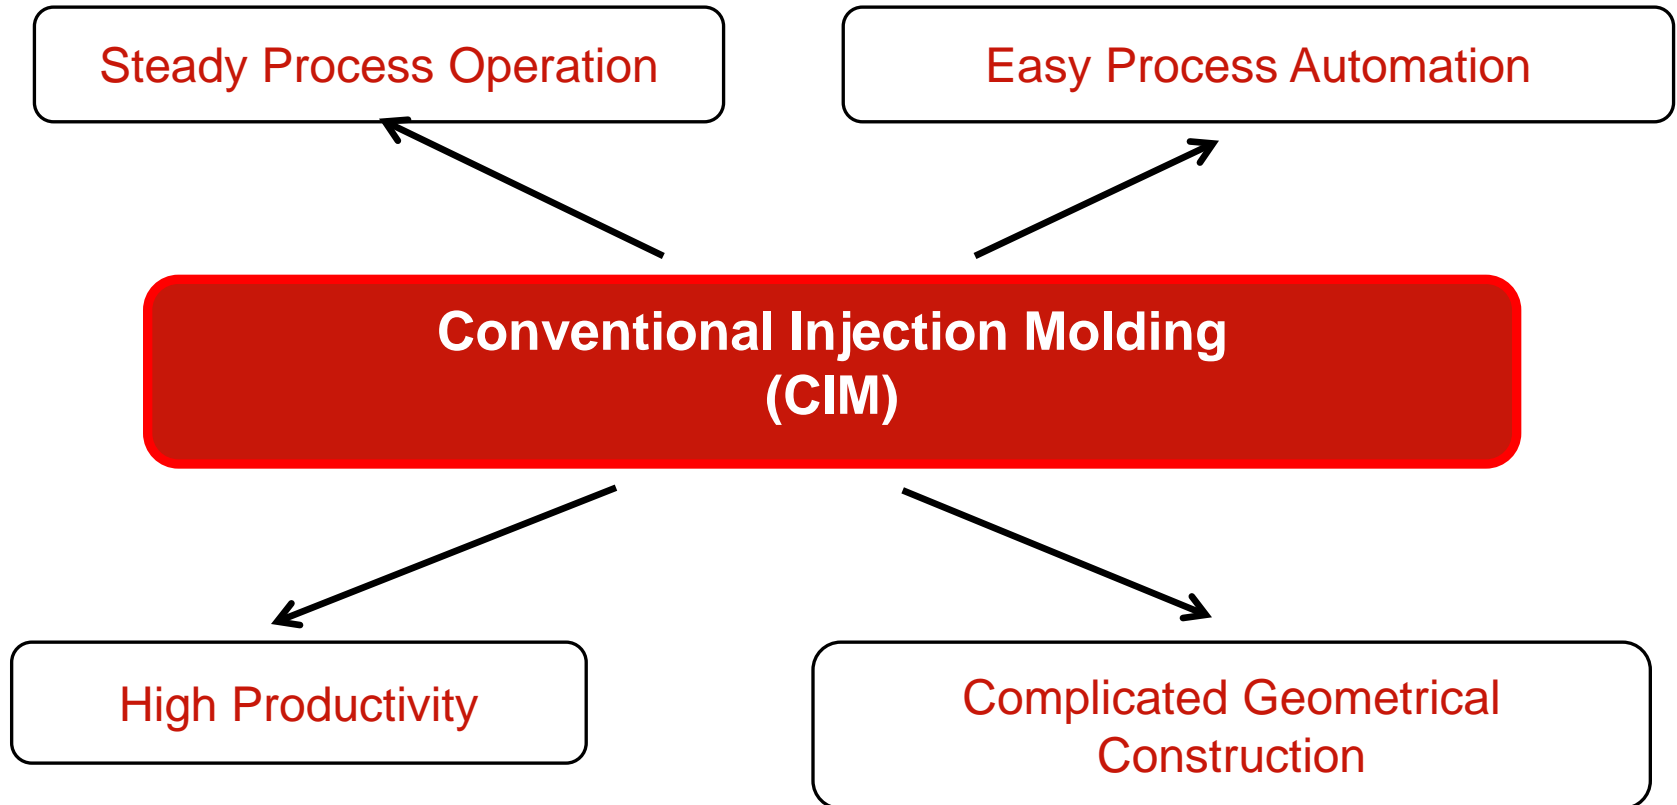 Steady Process Operation
Easy Process Automation
Conventional Injection Molding
(CIM)
High Productivity
Complicated Geometrical
Construction